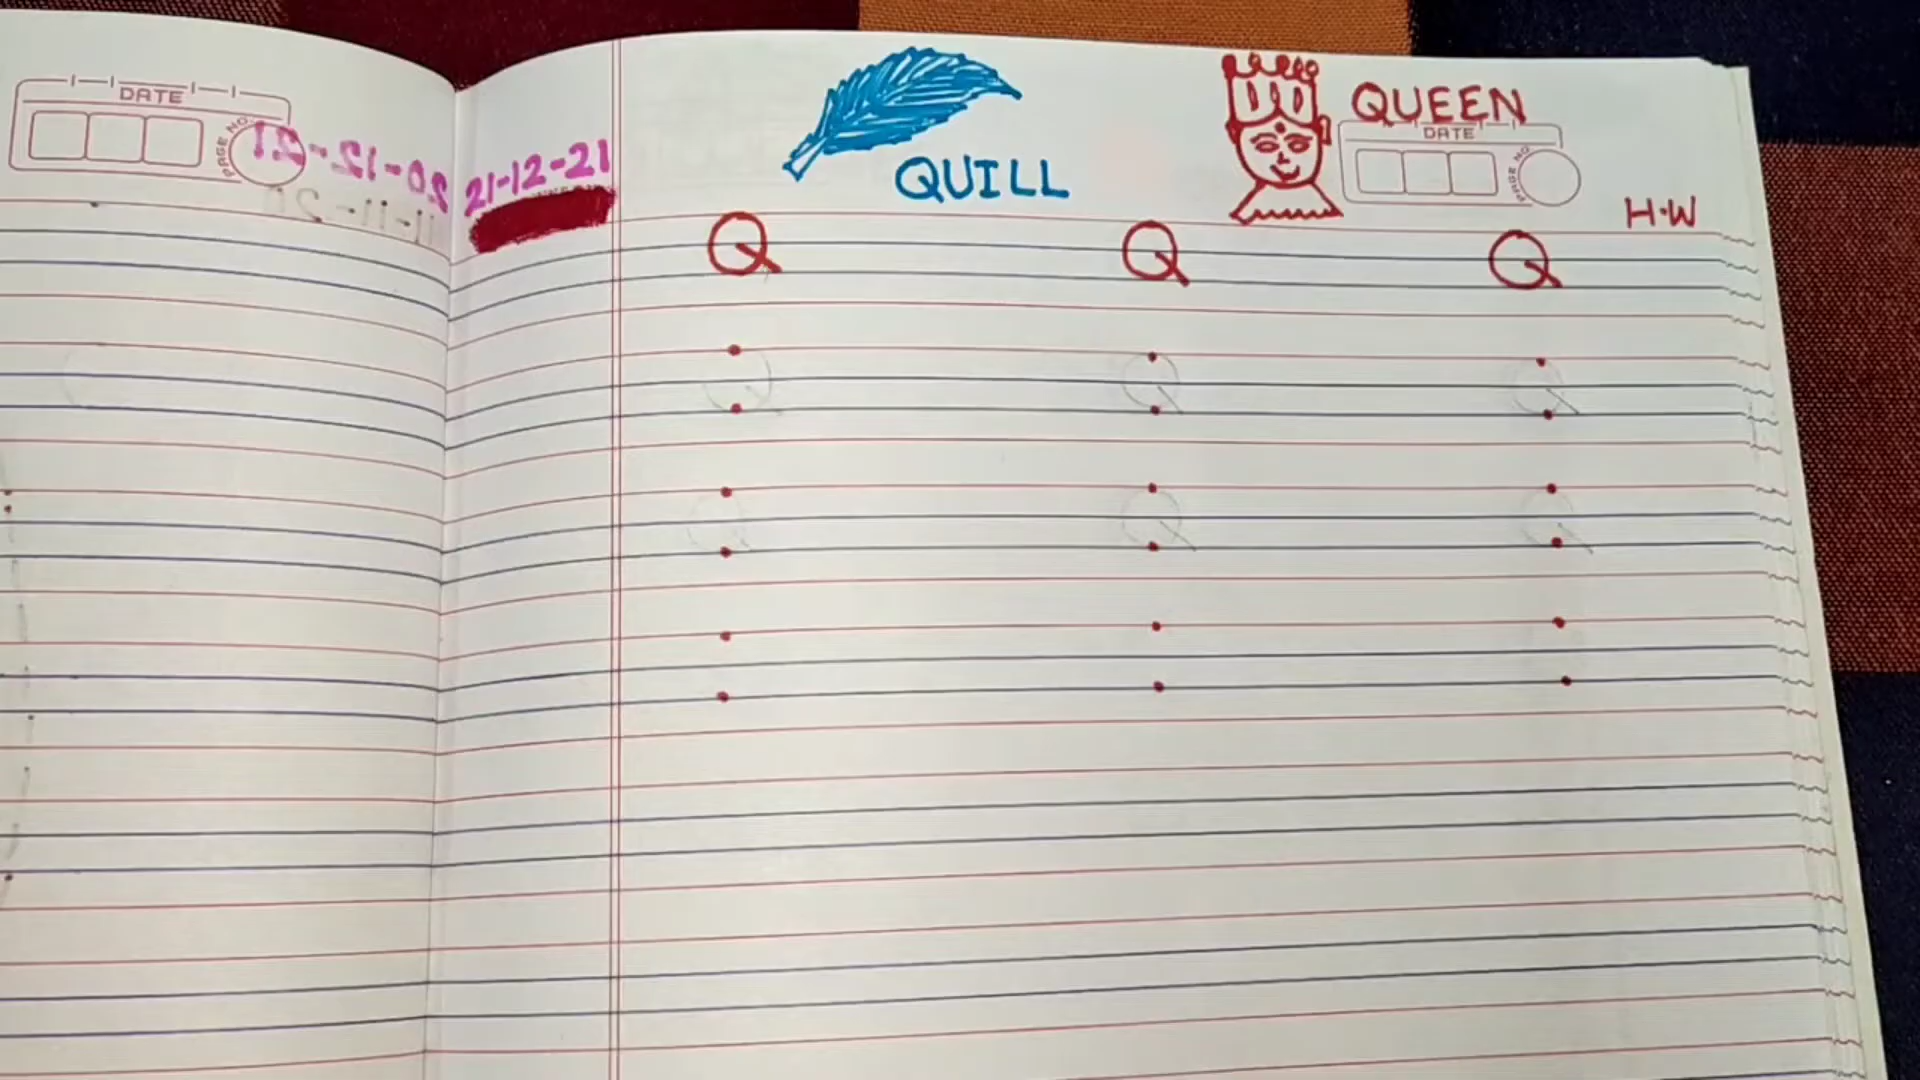 DATE
PAGE NO.
20-12-21
21-12-21
QUILL
QUEEN
DATE
PAGE NO.
H.W
Q Q Q
Q Q Q
Q Q Q